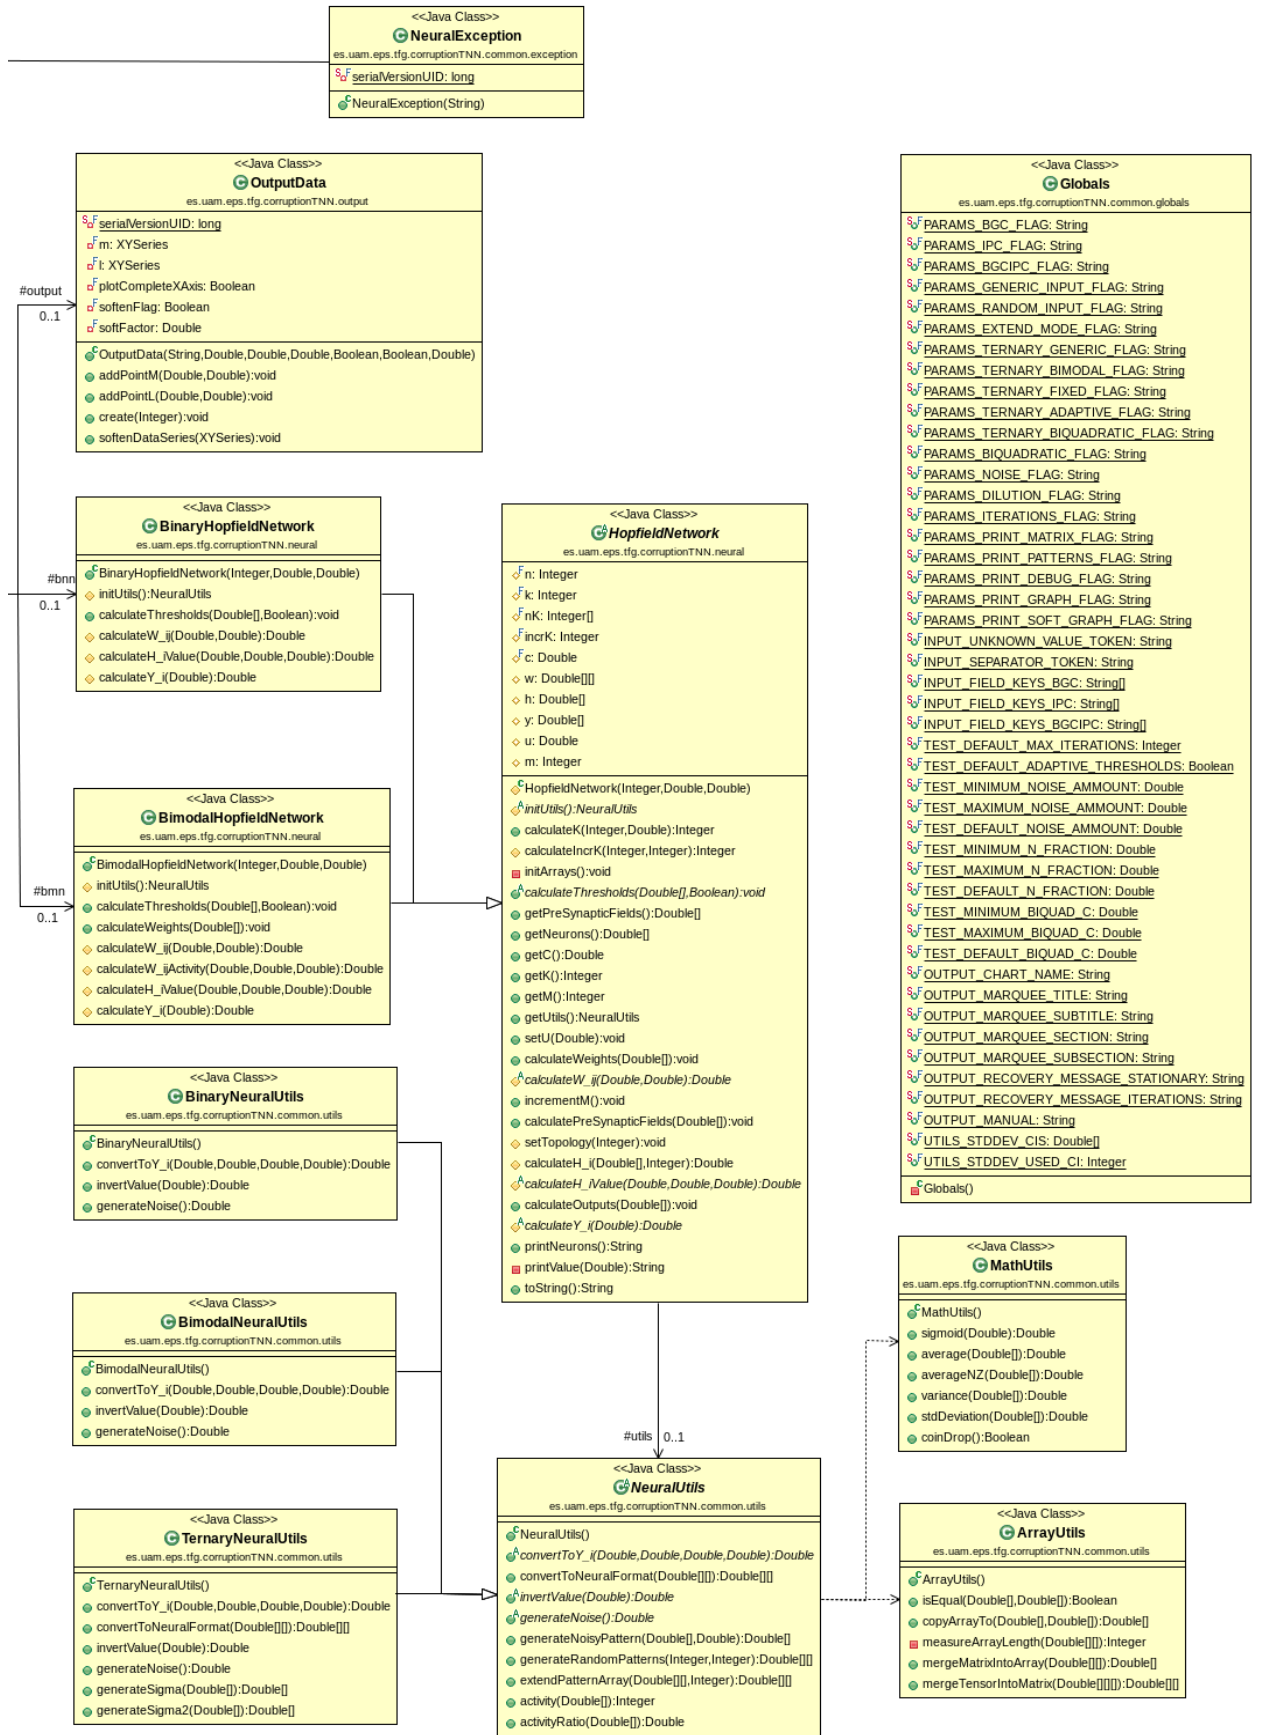 <<Java Class>>
NeuralException
es.uam.eps.tfg.corruptionTNN.common.exception
serialVersionUID: long
NeuralException(String)
<<Java Class>>
OutputData
es.uam.eps.tfg.corruptionTNN.output
serialVersionUID: long
m: XYSeries
l: XYSeries
plotCompleteXAxis: Boolean
softenFlag: Boolean
softFactor: Double
OutputData(String,Double,Double,Double,Boolean,Boolean,Double)
addPointM(Double,Double):void
addPointL(Double,Double):void
create(Integer):void
softenDataSeries(XYSeries):void
#output
0..1
<<Java Class>>
BinaryHopfieldNetwork
es.uam.eps.tfg.corruptionTNN.neural
BinaryHopfieldNetwork(Integer,Double,Double)
initUtils():NeuralUtils
calculateThresholds(Double[],Boolean):void
calculateW_ij(Double,Double):Double
calculateH_iValue(Double,Double,Double):Double
calculateY_i(Double):Double
#bnn
0..1
<<Java Class>>
BimodalHopfieldNetwork
es.uam.eps.tfg.corruptionTNN.neural
BimodalHopfieldNetwork(Integer,Double,Double)
initUtils():NeuralUtils
calculateThresholds(Double[],Boolean):void
calculateWeights(Double[]):void
calculateW_ij(Double,Double):Double
calculateW_ijActivity(Double,Double,Double):Double
calculateH_iValue(Double,Double,Double):Double
calculateY_i(Double):Double
#bmn
0..1
<<Java Class>>
BinaryNeuralUtils
es.uam.eps.tfg.corruptionTNN.common.utils
BinaryNeuralUtils()
convertToY_i(Double,Double,Double,Double):Double
invertValue(Double):Double
generateNoise():Double
<<Java Class>>
BimodalNeuralUtils
es.uam.eps.tfg.corruptionTNN.common.utils
BimodalNeuralUtils()
convertToY_i(Double,Double,Double,Double):Double
invertValue(Double):Double
generateNoise():Double
<<Java Class>>
TernaryNeuralUtils
es.uam.eps.tfg.corruptionTNN.common.utils
TernaryNeuralUtils()
convertToY_i(Double,Double,Double,Double):Double
convertToNeuralFormat(Double[][]):Double[][]
invertValue(Double):Double
generateNoise():Double
generateSigma(Double[]):Double[]
generateSigma2(Double[]):Double[]
<<Java Class>>
HopfieldNetwork
es.uam.eps.tfg.corruptionTNN.neural
n: Integer
k: Integer
nK: Integer[]
incrK: Integer
c: Double
w: Double[][]
h: Double[]
y: Double[]
u: Double
m: Integer
HopfieldNetwork(Integer,Double,Double)
initUtils():NeuralUtils
calculateK(Integer,Double):Integer
calculateIncrK(Integer,Integer):Integer
initArrays():void
calculateThresholds(Double[],Boolean):void
getPreSynapticFields():Double[]
getNeurons():Double[]
getC():Double
getK():Integer
getM():Integer
getUtils():NeuralUtils
setU(Double):void
calculateWeights(Double[]):void
calculateW_ij(Double,Double):Double
incrementM():void
calculatePreSynapticFields(Double[]):void
setTopology(Integer):void
calculateH_i(Double[],Integer):Double
calculateH_iValue(Double,Double,Double):Double
calculateOutputs(Double[]):void
calculateY_i(Double):Double
printNeurons():String
printValue(Double):String
toString():String
#utils
0..1
<<Java Class>>
NeuralUtils
es.uam.eps.tfg.corruptionTNN.common.utils
NeuralUtils()
convertToY_i(Double,Double,Double,Double):Double
convertToNeuralFormat(Double[][]):Double[][]
invertValue(Double):Double
generateNoise():Double
generateNoisyPattern(Double[],Double):Double[]
generateRandomPatterns(Integer,Integer):Double[][]
extendPatternArray(Double[][],Integer):Double[][]
activity(Double[]):Integer
activityRatio(Double[]):Double
<<Java Class>>
Globals
es.uam.eps.tfg.corruptionTNN.common.globals
PARAMS_BGC_FLAG: String
PARAMS_IPC_FLAG: String
PARAMS_BGCIPC_FLAG: String
PARAMS_GENERIC_INPUT_FLAG: String
PARAMS_RANDOM_INPUT_FLAG: String
PARAMS_EXTEND_MODE_FLAG: String
PARAMS_TERNARY_GENERIC_FLAG: String
PARAMS_TERNARY_BIMODAL_FLAG: String
PARAMS_TERNARY_FIXED_FLAG: String
PARAMS_TERNARY_ADAPTIVE_FLAG: String
PARAMS_TERNARY_BIQUADRATIC_FLAG: String
PARAMS_BIQUADRATIC_FLAG: String
PARAMS_NOISE_FLAG: String
PARAMS_DILUTION_FLAG: String
PARAMS_ITERATIONS_FLAG: String
PARAMS_PRINT_MATRIX_FLAG: String
PARAMS_PRINT_PATTERNS_FLAG: String
PARAMS_PRINT_DEBUG_FLAG: String
PARAMS_PRINT_GRAPH_FLAG: String
PARAMS_PRINT_SOFT_GRAPH_FLAG: String
INPUT_UNKNOWN_VALUE_TOKEN: String
INPUT_SEPARATOR_TOKEN: String
INPUT_FIELD_KEYS_BGC: String[]
INPUT_FIELD_KEYS_IPC: String[]
INPUT_FIELD_KEYS_BGCIPC: String[]
TEST_DEFAULT_MAX_ITERATIONS: Integer
TEST_DEFAULT_ADAPTIVE_THRESHOLDS: Boolean
TEST_MINIMUM_NOISE_AMMOUNT: Double
TEST_MAXIMUM_NOISE_AMMOUNT: Double
TEST_DEFAULT_NOISE_AMMOUNT: Double
TEST_MINIMUM_N_FRACTION: Double
TEST_MAXIMUM_N_FRACTION: Double
TEST_DEFAULT_N_FRACTION: Double
TEST_MINIMUM_BIQUAD_C: Double
TEST_MAXIMUM_BIQUAD_C: Double
TEST_DEFAULT_BIQUAD_C: Double
OUTPUT_CHART_NAME: String
OUTPUT_MARQUEE_TITLE: String
OUTPUT_MARQUEE_SUBTITLE: String
OUTPUT_MARQUEE_SECTION: String
OUTPUT_MARQUEE_SUBSECTION: String
OUTPUT_RECOVERY_MESSAGE_STATIONARY: String
OUTPUT_RECOVERY_MESSAGE_ITERATIONS: String
OUTPUT_MANUAL: String
UTILS_STDDEV_CIS: Double[]
UTILS_STDDEV_USED_CI: Integer
Globals()
<<Java Class>>
MathUtils
es.uam.eps.tfg.corruptionTNN.common.utils
MathUtils()
sigmoid(Double):Double
average(Double[]):Double
averageNZ(Double[]):Double
variance(Double[]):Double
stdDeviation(Double[]):Double
coinDrop():Boolean
<<Java Class>>
ArrayUtils
es.uam.eps.tfg.corruptionTNN.common.utils
ArrayUtils()
isEqual(Double[],Double[]):Boolean
copyArrayTo(Double[],Double[]):Double[]
measureArrayLength(Double[][]):Integer
mergeMatrixIntoArray(Double[][]):Double[]
mergeTensorIntoMatrix(Double[][][]):Double[][]